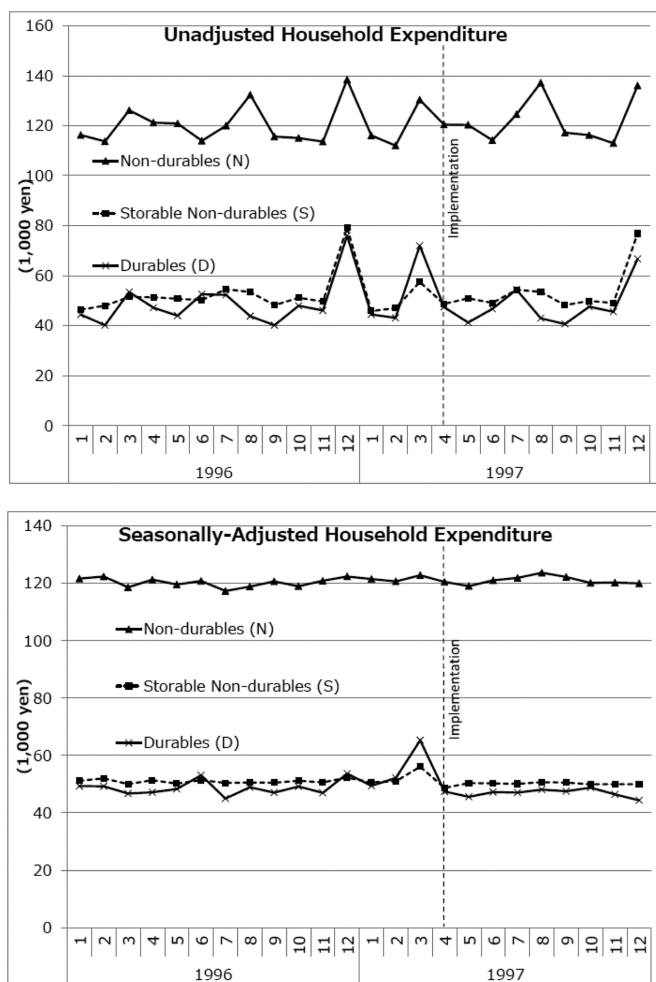 Unadjusted Household Expenditure
160
140
120
100
80
60
40
20
0
(1,000 yen)
Non-durables (N)
Storable Non-durables (S)
Durables (D)
Implementation
1 2 3 4 5 6 7 8 9 10 11 12 1 2 3 4 5 6 7 8 9 10 11 12
1996 1997
Seasonally-Adjusted Household Expenditure
140
120
100
80
60
40
20
0
(1,000 yen)
Non-durables (N)
Storable Non-durables (S)
Durables (D)
Implementation
1 2 3 4 5 6 7 8 9 10 11 12 1 2 3 4 5 6 7 8 9 10 11 12
1996 1997